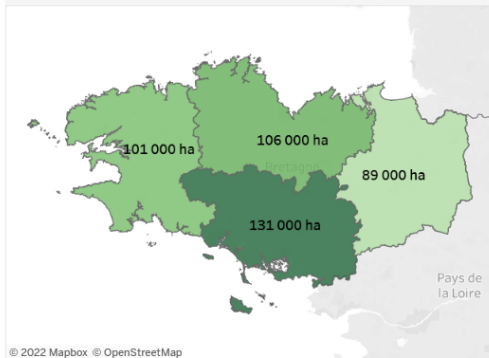 106 000 ha
101 000 ha
Bretagne
89 000 ha
131 000 ha
Pays de
la Loire
© 2022 Mapbox © OpenStreetMap